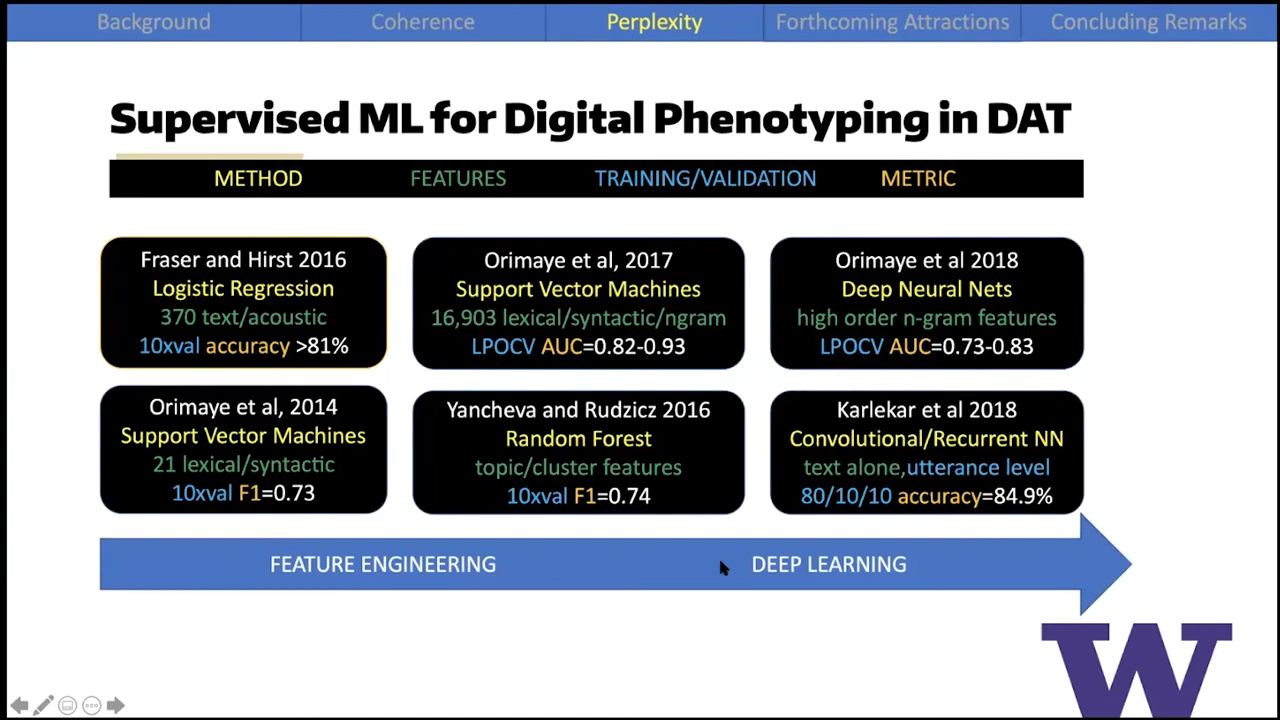 Background Coherence Perplexity Forthcoming Attractions Concluding Remarks
Supervised ML for Digital Phenotyping in DAT
METHOD FEATURES TRAINING/VALIDATION METRIC
Fraser and Hirst 2016
Logistic Regression
370 text/acoustic
10xval accuracy >81%
Orimaye et al, 2017
Support Vector Machines
16,903 lexical/syntactic/ngram
LPOCV AUC=0.82-0.93
Orimaye et al 2018
Deep Neural Nets
high order n-gram features
LPOCV AUC=0.73-0.83
Orimaye et al, 2014
Support Vector Machines
21 lexical/syntactic
10xval F1=0.73
Yancheva and Rudzicz 2016
Random Forest
topic/cluster features
10xval F1=0.74
Karlekar et al 2018
Convolutional/Recurrent NN
text alone,utterance level
80/10/10 accuracy=84.9%
FEATURE ENGINEERING DEEP LEARNING
W